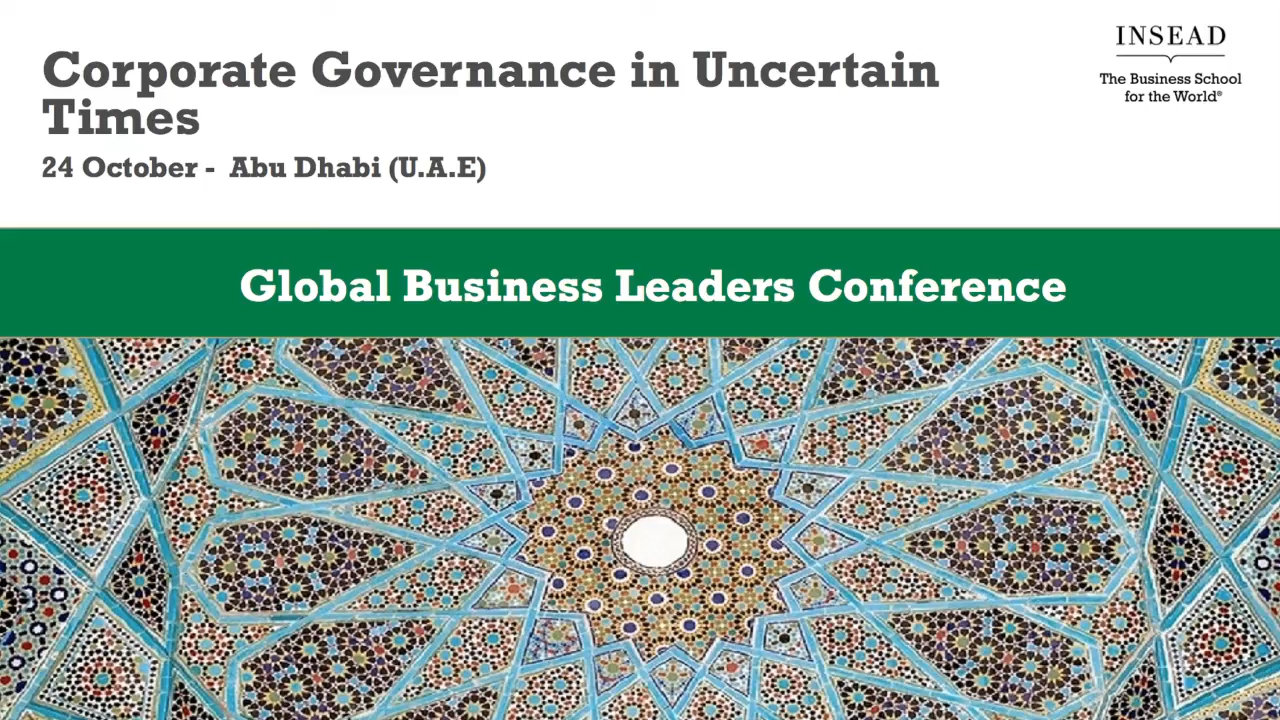 Corporate Governance in Uncertain
Times
24 October - Abu Dhabi (U.A.E)
INSEAD
The Business School
for the World®
Global Business Leaders Conference